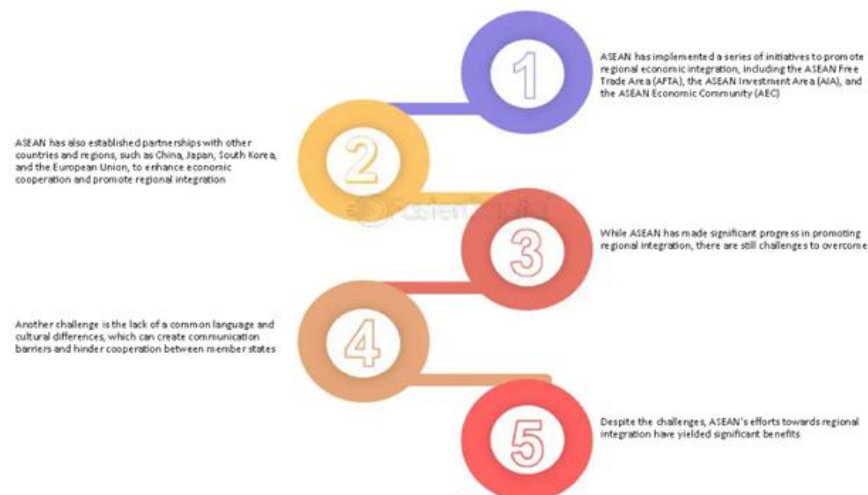 1
ASEAN has implemented a series of initiatives to promote
regional economic integration, including the ASEAN Free
Trade Area (AFTA), the ASEAN Investment Area (AIA), and
the ASEAN Economic Community (AEC)
ASEAN has also established partnerships with other
countries and regions, such as China, Japan, South Korea,
and the European Union, to enhance economic
cooperation and promote regional integration
2
FasterCapital
3
While ASEAN has made significant progress in promoting
regional integration, there are still challenges to overcome
Another challenge is the lack of a common language and
cultural differences, which can create communication
barriers and hinder cooperation between member states
4
5
Despite the challenges, ASEAN's efforts towards regional
integration have yielded significant benefits